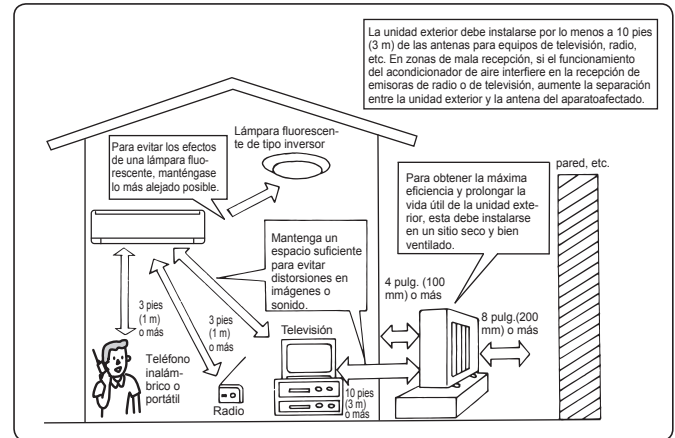 La unidad exterior debe instalarse por lo menos a 10 pies
(3 m) de las antenas para equipos de televisión, radio,
etc. En zonas de mala recepción, si el funcionamiento
del acondicionador de aire interfiere en la recepción de
emisoras de radio o de televisión, aumente la separación
entre la unidad exterior y la antena del aparatoafectado.
Lámpara fluorescen-
te de tipo inversor
Para evitar los efectos
de una lámpara fluo-
rescente, manténgase
lo más alejado posible.
Para obtener la máxima
eficiencia y prolongar la
vida útil de la unidad exte-
rior, esta debe instalarse
en un sitio seco y bien
ventilado.
pared, etc.
Mantenga un
espacio suficiente
para evitar
distorsiones en
imágenes o
sonido.
4 pulg. (100
mm) o más
8 pulg.(200
mm) o más
3 pies
(1 m)
o más
3 pies
(1 m)
o más
Televisión
Teléfono
inalám-
brico o
portátil
Radio
10 pies
(3 m)
o más